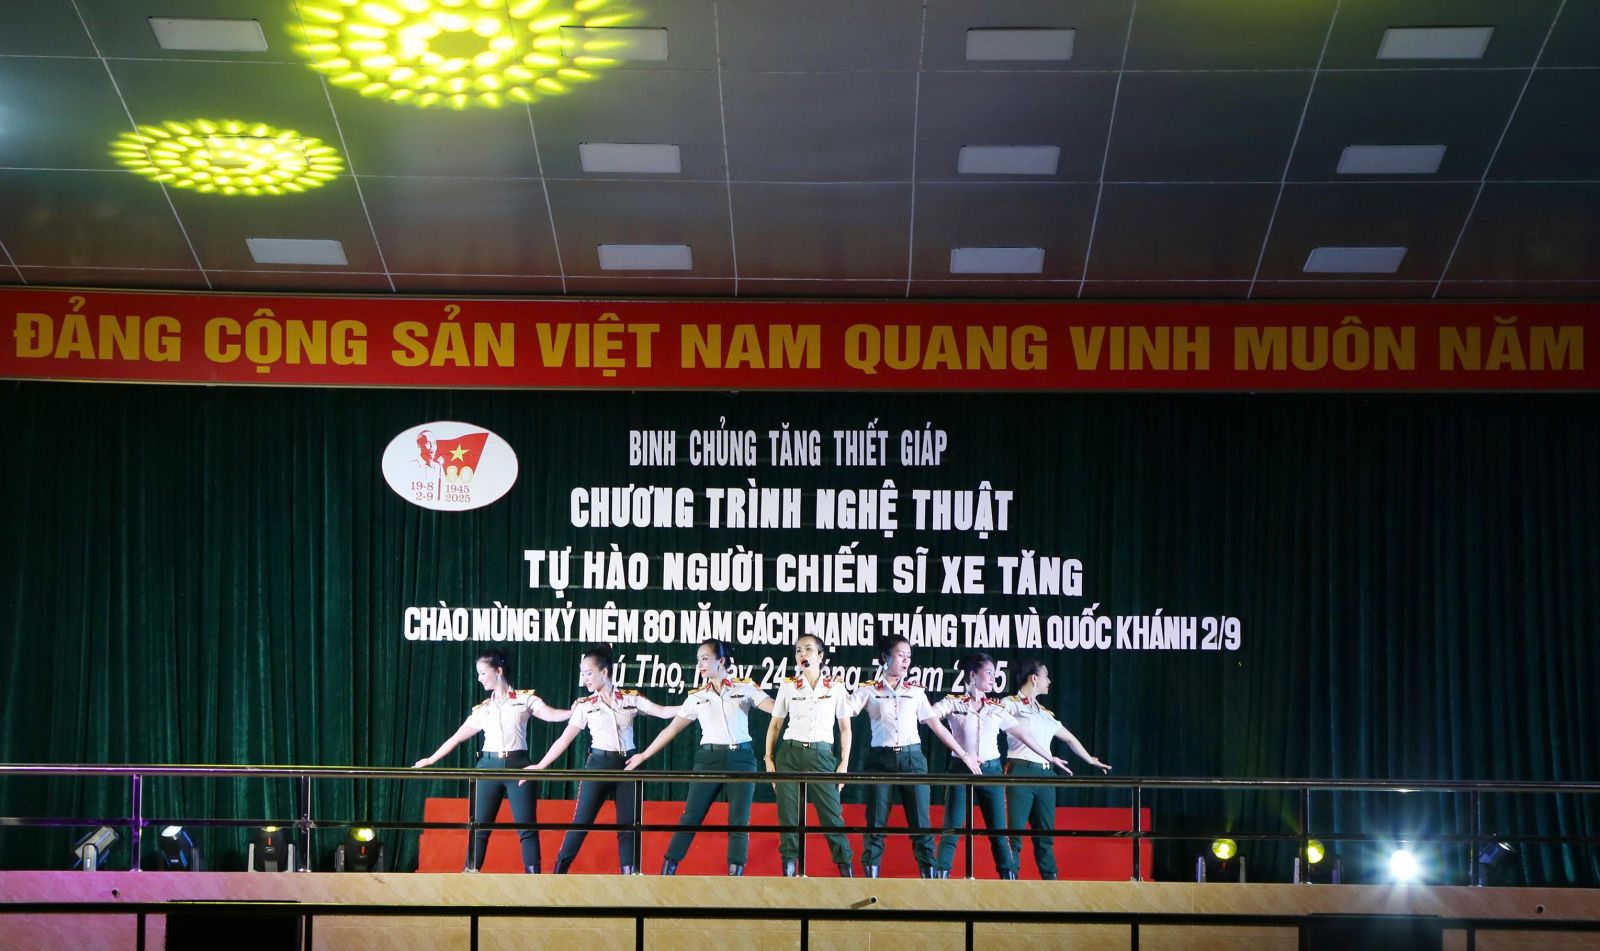 ĐẢNG CỘNG SẢN VIỆT NAM QUANG VINH MUÔN NĂM
BINH CHỦNG TĂNG THIẾT GIÁP
CHƯƠNG TRÌNH NGHỆ THUẬT
TỰ HÀO NGƯỜI CHIẾN SĨ XE TĂNG
CHÀO MỪNG KỶ NIỆM 80 NĂM CÁCH MẠNG THÁNG TÁM VÀ QUỐC KHÁNH 2/9
Thọ, ngày 24
80
19-8 1945
2-9 2025